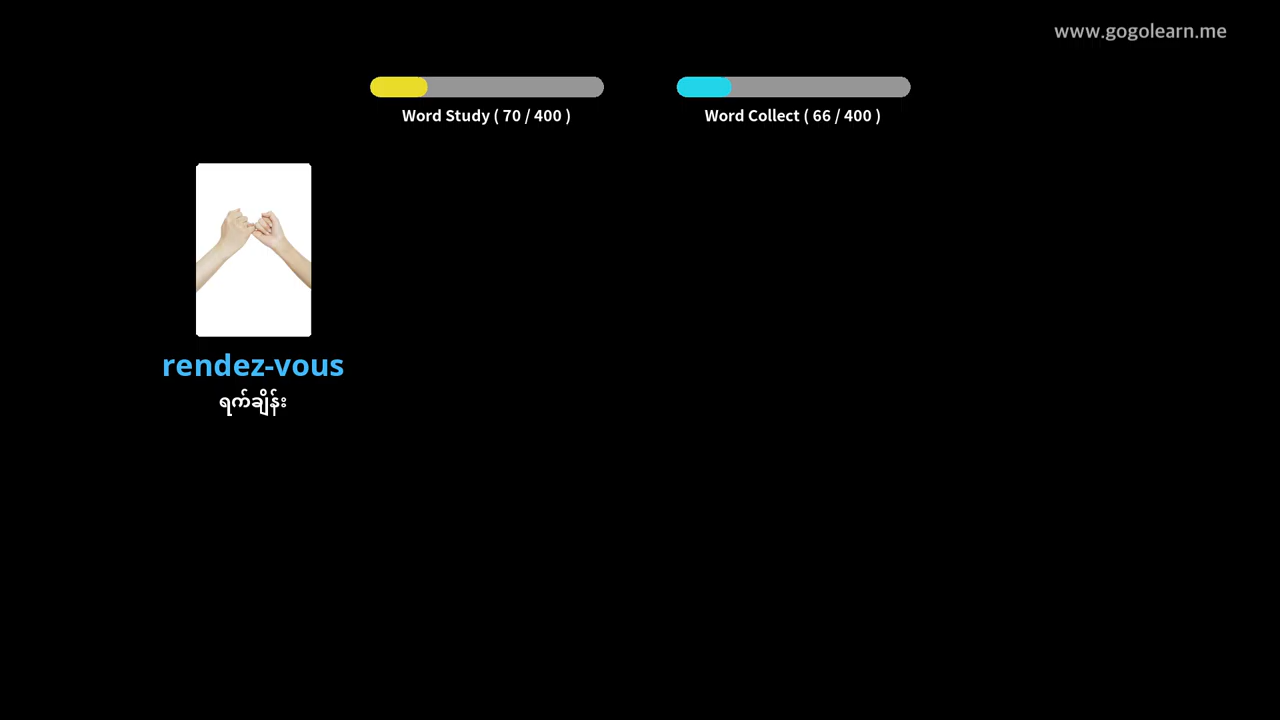 www.gogolearn.me
Word Study ( 70 / 400 )
Word Collect ( 66 / 400 )
rendez-vous
ရက်ချိန်း